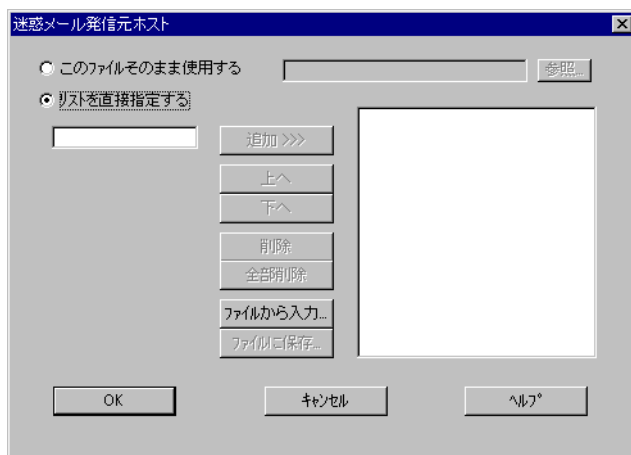 迷惑メール発信元ホスト
このﾌｧｲﾙそのまま使用する
参照...
ﾘｽﾄを直接指定する
追加 >>>
上へ
下へ
削除
全部削除
ﾌｧｲﾙから入力...
ﾌｧｲﾙに保存...
OK
ｷｬﾝｾﾙ
ﾍﾙﾌﾟ